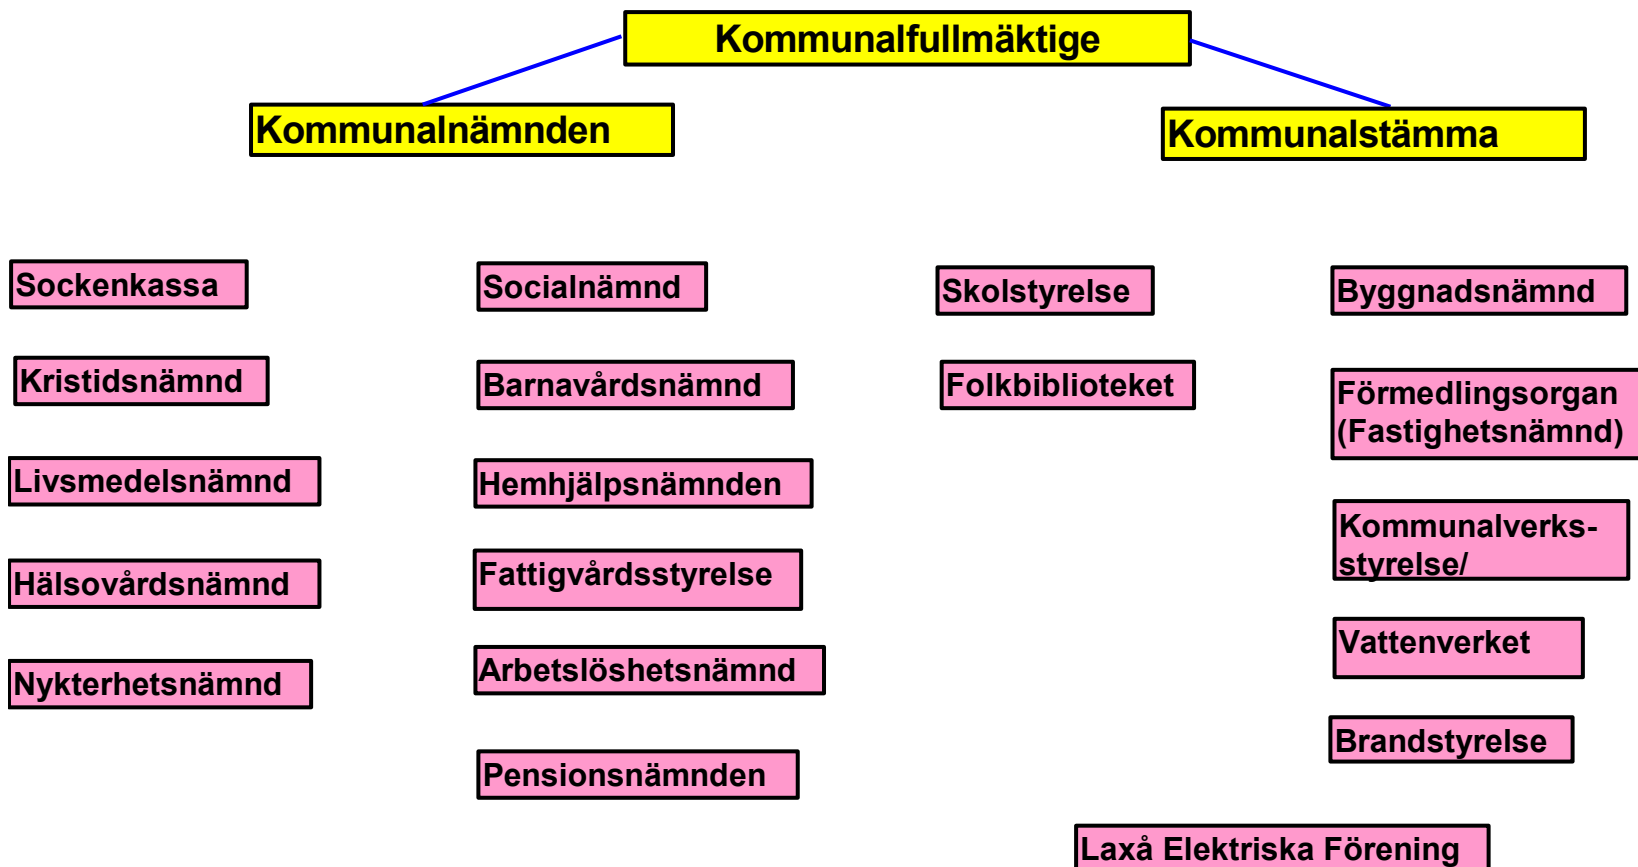 Kommunalfullmäktige
Kommunalnämnden
Kommunalstämma
Sockenkassa
Socialnämnd
Skolstyrelse
Byggnadsnämnd
Kristidsnämnd
Barnavårdsnämnd
Folkbiblioteket
Förmedlingsorgan
(Fastighetsnämnd)
Livsmedelsnämnd
Hemhjälpsnämnden
Kommunalverks-
styrelse/
Hälsovårdsnämnd
Fattigvårdsstyrelse
Vattenverket
Nykterhetsnämnd
Arbetslöshetsnämnd
Brandstyrelse
Pensionsnämnden
Laxå Elektriska Förening